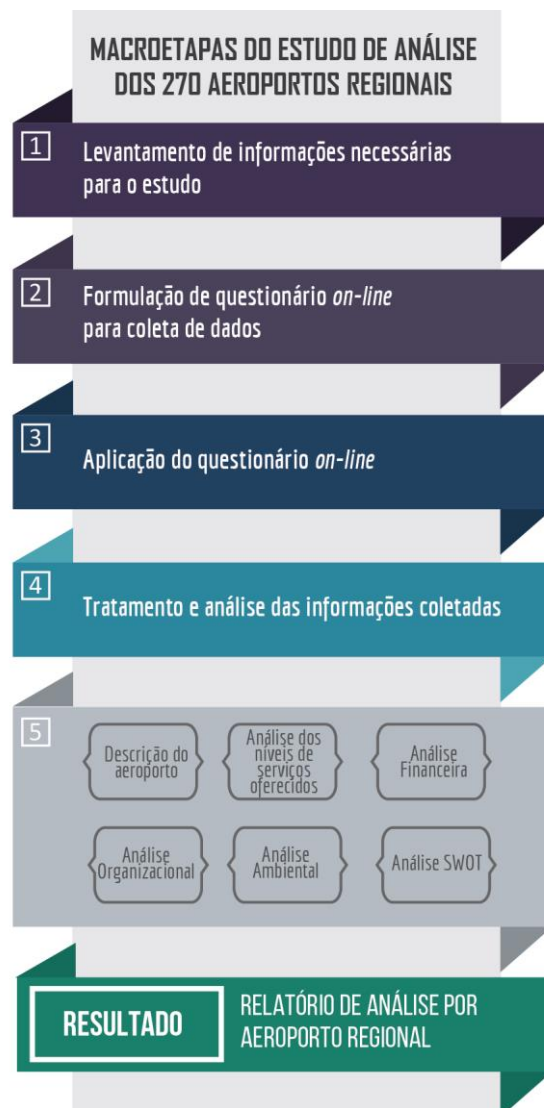 MACROETAPAS DO ESTUDO DE ANÁLISE
DOS 270 AEROPORTOS REGIONAIS
1
Levantamento de informações necessárias
para o estudo
2
Formulação de questionário on-line
para coleta de dados
3
Aplicação do questionário on-line
4
Tratamento e análise das informações coletadas
5
Descrição do
aeroporto
Análise dos
níveis de
serviços
oferecidos
Análise
Financeira
Análise
Organizacional
Análise
Ambiental
Análise SWOT
RESULTADO
RELATÓRIO DE ANÁLISE POR
AEROPORTO REGIONAL